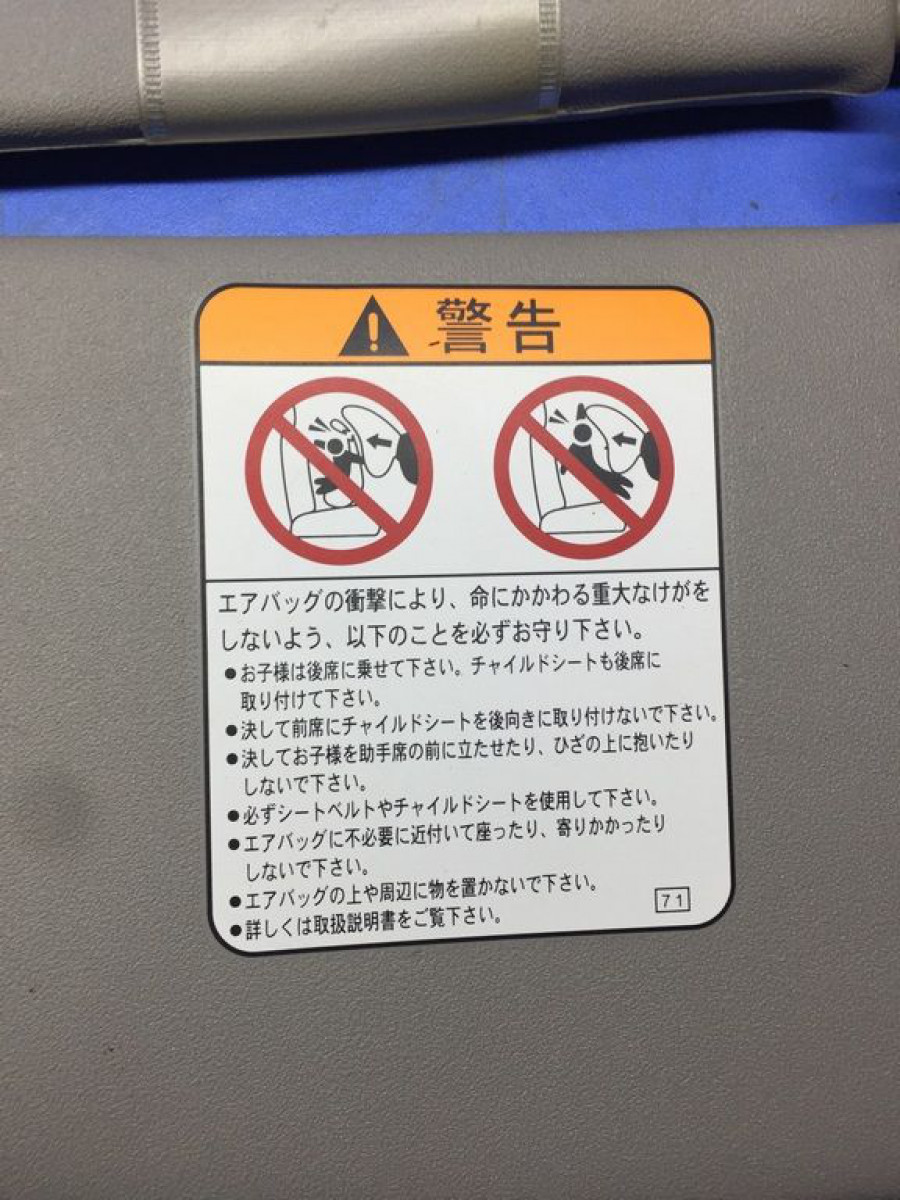 警告
エアバッグの衝撃により、命にかかわる重大なけがを
しないよう、以下のことを必ずお守り下さい。
●お子様は後席に乗せて下さい。チャイルドシートも後席に
取り付けて下さい。
●決して前席にチャイルドシートを後向きに取り付けないで下さい。
●決してお子様を助手席の前に立たせたり、ひざの上に抱いたり
しないで下さい。
●必ずシートベルトやチャイルドシートを使用して下さい。
●エアバッグに不必要に近付いて座ったり、寄りかかったり
しないで下さい。
●エアバッグの上や周辺に物を置かないで下さい。
●詳しくは取扱説明書をご覧下さい。
71